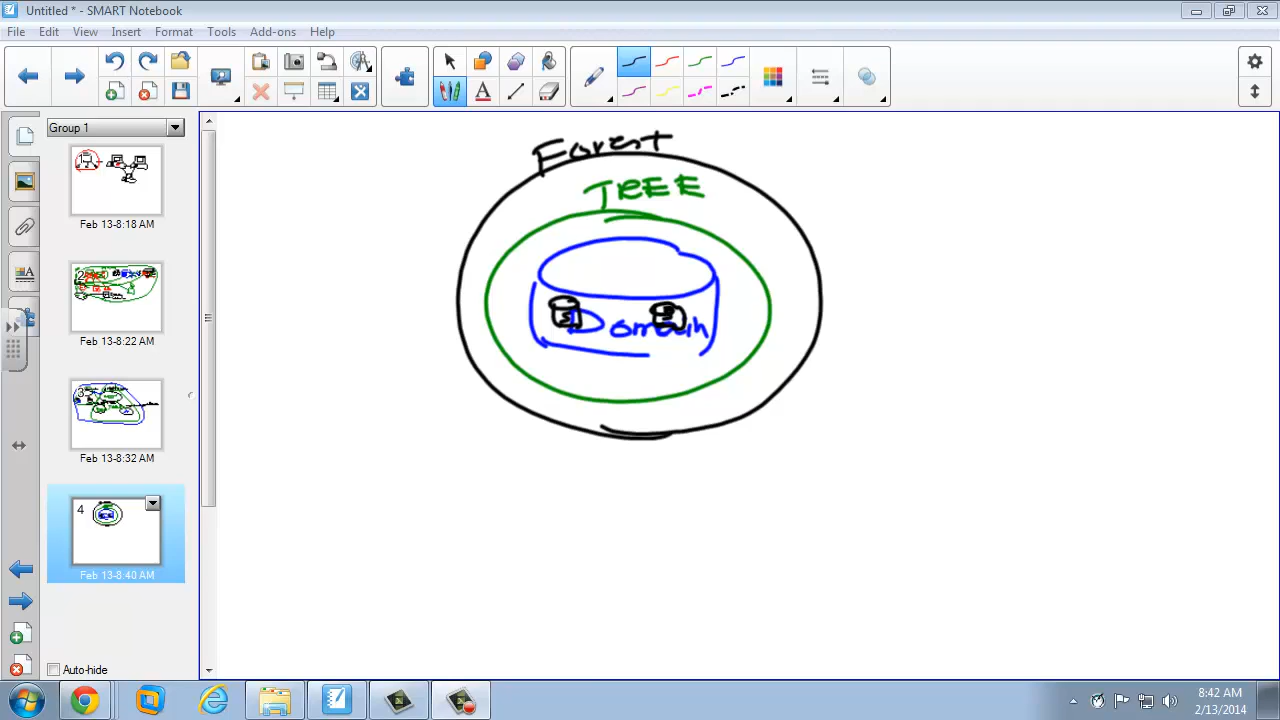 Untitled * - SMART Notebook
File Edit View Insert Format Tools Add-ons Help
Group 1
Feb 13-8:18 AM
2
Feb 13-8:22 AM
3
Feb 13-8:32 AM
4
Feb 13-8:40 AM
Auto-hide
Forest
TREE
Domain
8:42 AM
2/13/2014